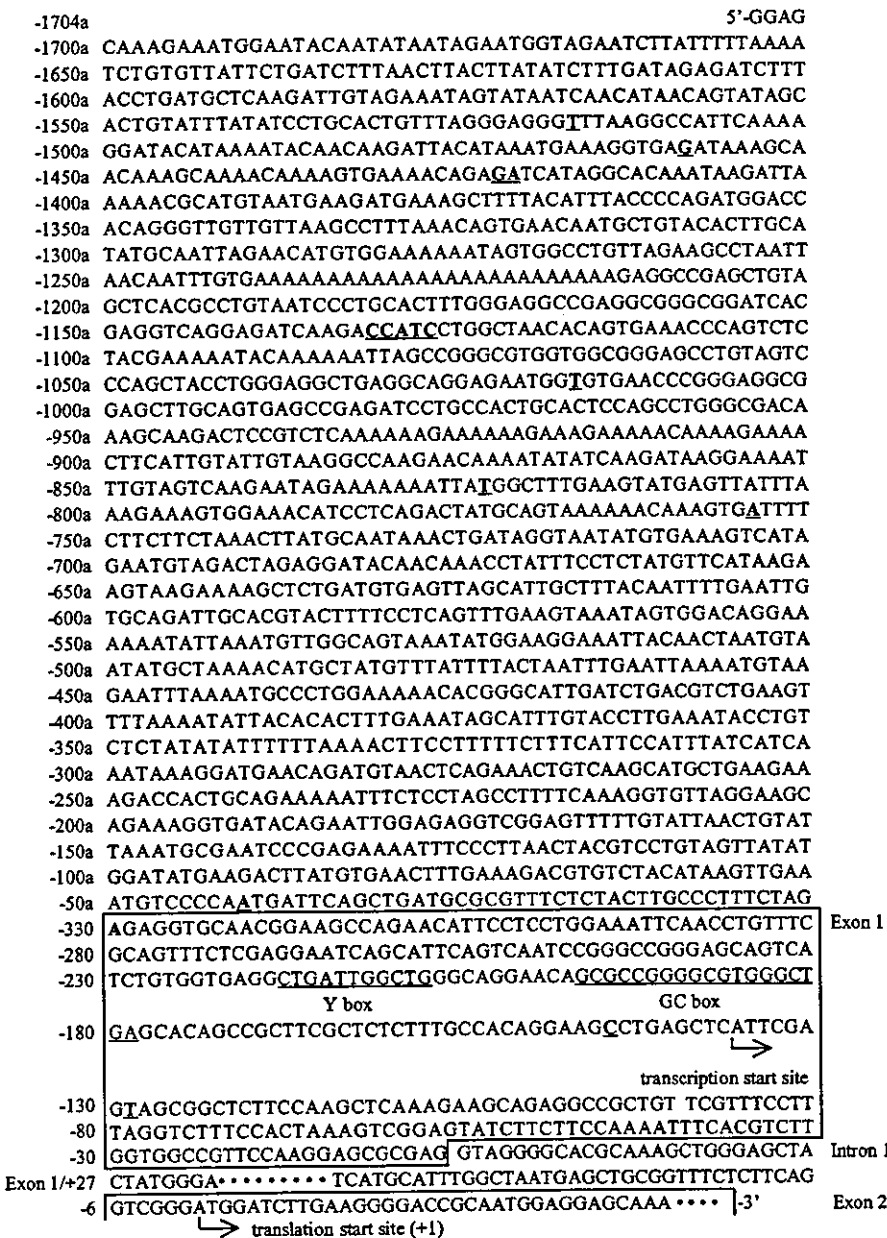 -1704a 5'-GGAG
-1700a CAAAGAAATGGAATACAATATAATAGAATGGTAGAATCTTATTTTTAAAA
-1650a TCTGTGTTATTCTGATCTTTAACTTACTTATATCTTTGATAGAGATCTTT
-1600a ACCTGATGCTCAAGATTGTAGAAATAGTATAATCAACATAACAGTATAGC
-1550a ACTGTATTTATATCCTGCACTGTTTAGGGAGGGTTTAAGGCCATTCAAAA
-1500a GGATACATAAAATACAACAAGATTACATAAATGAAAGGTGAGATAAAGCA
-1450a ACAAAGCAAAACAAAAGTGAAAACAGAGATCATAGGCACAAATAAGATTA
-1400a AAAACGCATGTAATGAAGATGAAAGCTTTTACATTTACCCCAGATGGACC
-1350a ACAGGGTTGTTGTTAAGCCTTTAAACAGTGAACAATGCTGTACACTTGCA
-1300a TATGCAATTAGAACATGTGGAAAAAATAGTGGCCTGTTAGAAGCCTAATT
-1250a AACAATTTGTGAAAAAAAAAAAAAAAAAAAAAAAAAAGAGGCCGAGCTGTA
-1200a GCTCACGCCTGTAATCCCTGCACTTTGGGAGGCCGAGGCGGGCGGATCAC
-1150a GAGGTCAGGAGATCAAGACCATCCTGGCTAACACAGTGAAACCCAGTCTC
-1100a TACGAAAAATACAAAAAATTAGCCGGGCGTGGTGGCGGGAGCCTGTAGTC
-1050a CCAGCTACCTGGGAGGCTGAGGCAGGAGAATGGTGTGAACCCGGGAGGCG
-1000a GAGCTTGCAGTGAGCCGAGATCCTGCCACTGCACTCCAGCCTGGGCGACA
-950a AAGCAAGACTCCGTCTCAAAAAAGAAAAAAGAAAGAAAAACAAAAGAAAA
-900a CTTCATTGTATTGTAAGGCCAAGAACAAAATATATCAAGATAAGGAAAAT
-850a TTGTAGTCAAGAATAGAAAAAAAATTATGGCTTTGAAGTATGAGTTATTTA
-800a AAGAAAGTGGAAACATCCTCAGACTATGCAGTAAAAAACAAAGTGATTTT
-750a CTTCTTCTAAACTTATGCAATAAACTGATAGGTAATATGTGAAAGTCATA
-700a GAATGTAGACTAGAGGATACAACAAACCTATTTCCTCTATGTTCATAAGA
-650a AGTAAGAAAAGCTCTGATGTGAGTTAGCATTGCTTTACAATTTTGAATTG
-600a TGCAGATTGCACGTACTTTTCCTCAGTTTGAAGTAAATAGTGGACAGGAA
-550a AAAATATTAAATGTTGGCAGTAAATATGGAAGGAAATTACAACTAATGTA
-500a ATATGCTAAAACATGCTATGTTTATTTTACTAATTTGAATTAAAATGTAA
-450a GAATTTAAAATGCCCTGGAAAAACACGGGCATTGATCTGACGTCTGAAGT
-400a TTTAAAATATTACACACTTTGAAATAGCATTTGTACCTTGAAATACCTGT
-350a CTCTATATATTTTTTAAAACTTCCTTTTTCTTTCATTCCATTTATCATCA
-300a AATAAAGGATGAACAGATGTAACTCAGAAACTGTCAAGCATGCTGAAGAA
-250a AGACCACTGCAGAAAAATTTCTCCTAGCCTTTTCAAAGGTGTTAGGAAGC
-200a AGAAAGGTGATACAGAATTGGAGAGGTCGGAGTTTTTGTATTAACTGTAT
-150a TAAATGCGAATCCCGAGAAAATTTCCCTTAACTACGTCCTGTAGTTATAT
-100a GGATATGAAGACTTATGTGAACTTTGAAAGACGTGTCTACATAAGTTGAA
-50a ATGTCCCCAATGATTCAGCTGATGCGCGTTTCTCTACTTGCCCTTTCTAG
-330 AGAGGTGCAACGGAAGCCAGAACATTCCTCCTGGAAATTCAACCTGTTTC Exon 1
-280 GCAGTTTCTCGAGGAATCAGCATTCAGTCAATCCGGGCCGGGAGCAGTCA
-230 TCTGTGGTGAGGCTGATTGGCTGGGCAGGAACAGCGCCGGGGCGTGGGCT
Y box GC box
-180 GAGCACAGCCGCTTCGCTCTCTTTGCCACAGGAAGCCTGAGCTCATTCGA
transcription start site
-130 GTAGCGGCTCTTCCAAGCTCAAAGAAGCAGAGGCCGCTGT TCGTTTCCTT
-80 TAGGTCTTTCCACTAAAGTCGGAGTATCTTCTTCCAAAATTTCACGTCTT
-30 GGTGGCCGTTCCAAGGAGCGCGAG GTAGGGGCACGCAAAGCTGGGAGCTA Intron 1
Exon 1/+27 CTATGGGA·········TCATGCATTTGGCTAATGAGCTGCGGTTTCTCTTCAG
-6 GTCGGGATGGATCTTGAAGGGGACCGCAATGGAGGAGCAAA····-3' Exon 2
translation start site (+1)